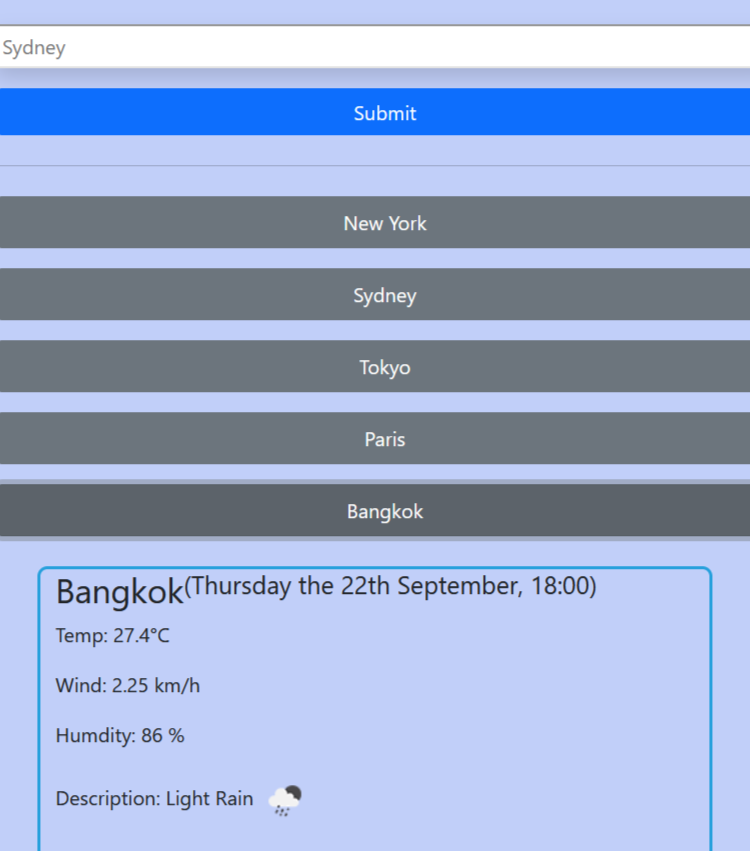 Sydney
Submit
New York
Sydney
Tokyo
Paris
Bangkok
Bangkok(Thursday the 22th September, 18:00)
Temp: 27.4°C
Wind: 2.25 km/h
Humdity: 86 %
Description: Light Rain